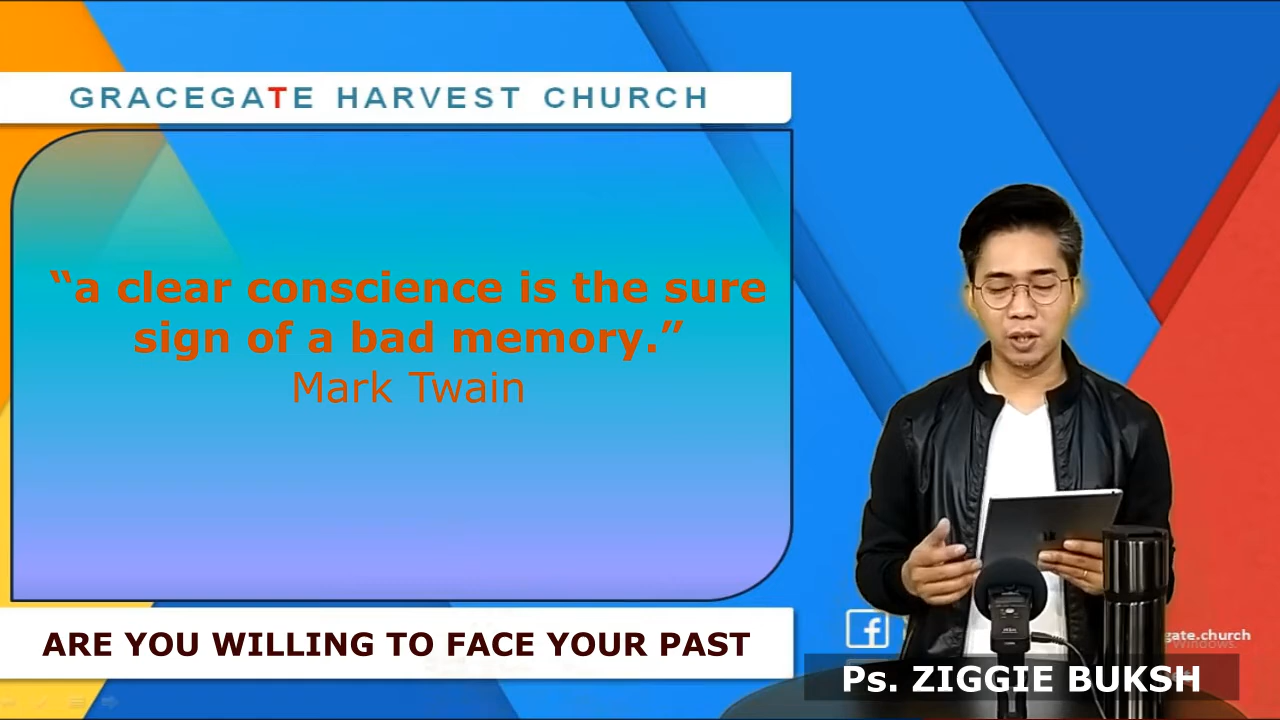 GRACEGATE HARVEST CHURCH
“a clear conscience is the sure
sign of a bad memory.”
Mark Twain
ARE YOU WILLING TO FACE YOUR PAST
gate.church
Windows.
Ps. ZIGGIE BUKSH